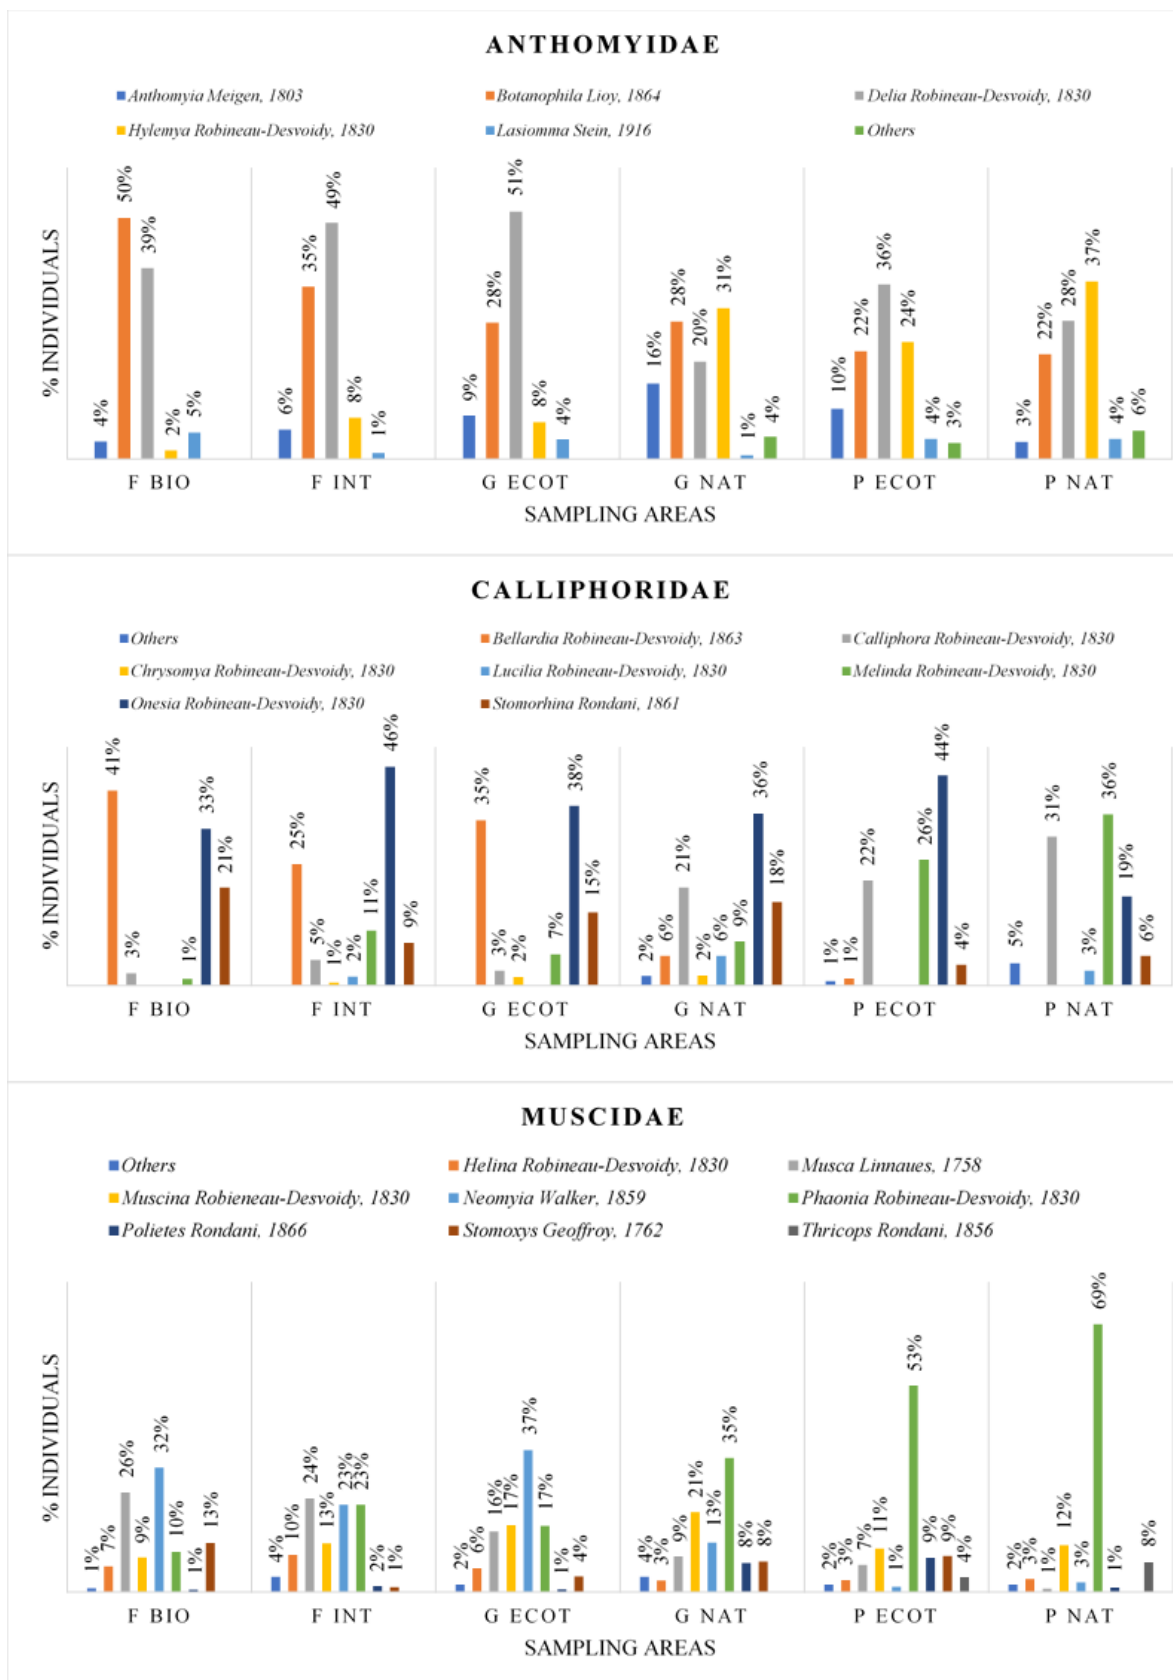 ANTHOMYIDAE
Anthomyia Meigen, 1803 Botanophila Lioy, 1864 Delia Robineau-Desvoidy, 1830
Hylemya Robineau-Desvoidy, 1830 Lasiomma Stein, 1916 Others
% INDIVIDUALS
4% 50% 39% 2% 5% 6% 35% 49% 8% 1% 9% 28% 51% 8% 4% 16% 28% 20% 31% 1% 4% 10% 22% 36% 24% 4% 3% 3% 22% 28% 37% 4% 6%
F BIO F INT G ECOT G NAT P ECOT P NAT
SAMPLING AREAS
CALLIPHORIDAE
Others Bellardia Robineau-Desvoidy, 1863 Calliphora Robineau-Desvoidy, 1830
Chrysomya Robineau-Desvoidy, 1830 Lucilia Robineau-Desvoidy, 1830 Melinda Robineau-Desvoidy, 1830
Onesia Robineau-Desvoidy, 1830 Stomorhina Rondani, 1861
% INDIVIDUALS
41% 3% 1% 33% 21% 25% 5% 1% 2% 11% 46% 9% 35% 3% 2% 7% 38% 15% 2% 6% 21% 2% 6% 9% 36% 18% 1% 1% 22% 26% 44% 4% 5% 31% 3% 36% 19% 6%
F BIO F INT G ECOT G NAT P ECOT P NAT
SAMPLING AREAS
MUSCIDAE
Others Helina Robineau-Desvoidy, 1830 Musca Linnaues, 1758
Muscina Robieneau-Desvoidy, 1830 Neomyia Walker, 1859 Phaonia Robineau-Desvoidy, 1830
Polietes Rondani, 1866 Stomoxys Geoffroy, 1762 Thricops Rondani, 1856
% INDIVIDUALS
1% 7% 26% 9% 32% 10% 1% 13% 4% 10% 24% 13% 23% 23% 2% 1% 2% 6% 16% 17% 37% 17% 1% 4% 4% 3% 9% 21% 13% 35% 8% 8% 2% 3% 7% 11% 1% 53% 9% 9% 4% 2% 3% 1% 12% 3% 69% 1% 8%
F BIO F INT G ECOT G NAT P ECOT P NAT
SAMPLING AREAS